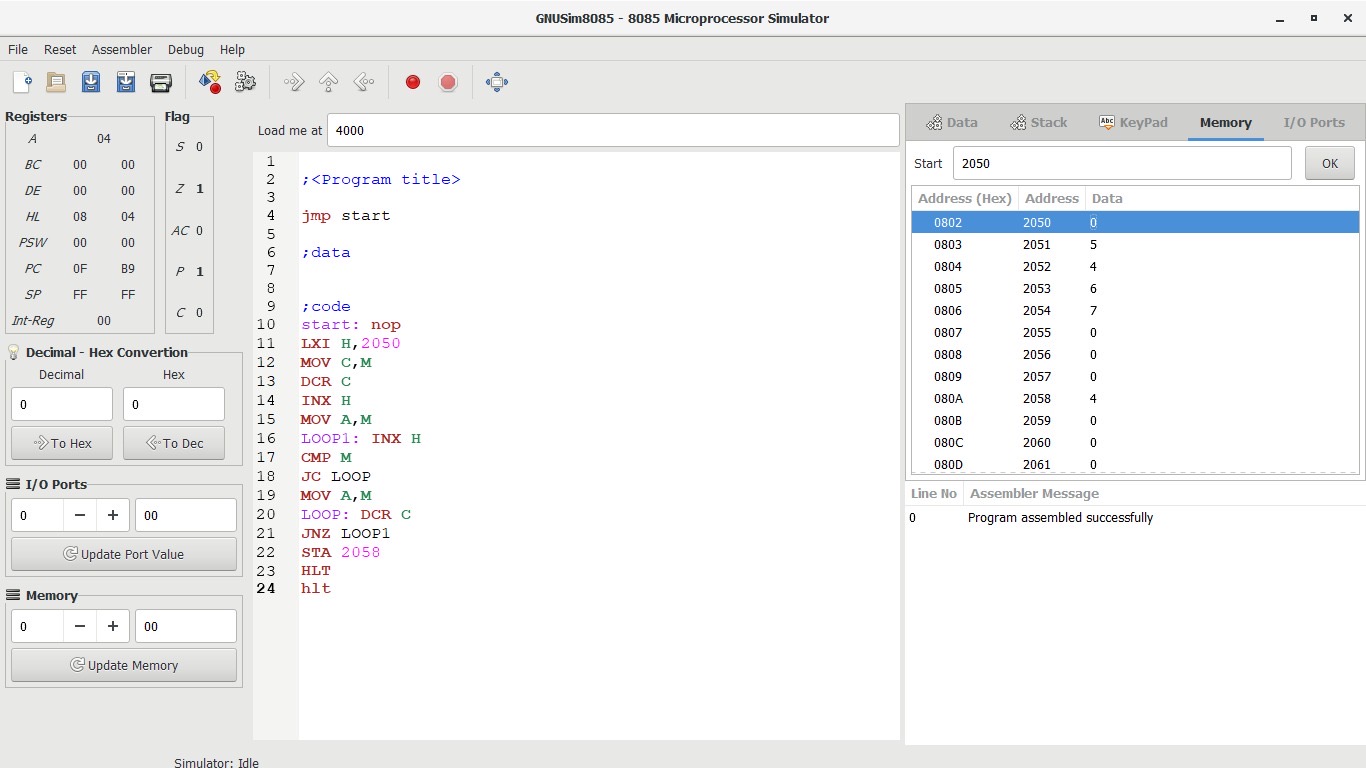 GNUSim8085 - 8085 Microprocessor Simulator
File Reset Assembler Debug Help
Registers
A 04
BC 00 00
DE 00 00
HL 08 04
PSW 00 00
PC 0F B9
SP FF FF
Int-Reg 00
Flag
S 0
Z 1
AC 0
P 1
C 0
Decimal - Hex Convertion
Decimal Hex
0 0
To Hex To Dec
I/O Ports
0 − + 00
Update Port Value
Memory
0 − + 00
Update Memory
Load me at 4000
1
2 ;<Program title>
3
4 jmp start
5
6 ;data
7
8
9 ;code
10 start: nop
11 LXI H,2050
12 MOV C,M
13 DCR C
14 INX H
15 MOV A,M
16 LOOP1: INX H
17 CMP M
18 JC LOOP
19 MOV A,M
20 LOOP: DCR C
21 JNZ LOOP1
22 STA 2058
23 HLT
24 hlt
Data Stack Abc KeyPad Memory I/O Ports
Start 2050 OK
Address (Hex) Address Data
0802 2050 0
0803 2051 5
0804 2052 4
0805 2053 6
0806 2054 7
0807 2055 0
0808 2056 0
0809 2057 0
080A 2058 4
080B 2059 0
080C 2060 0
080D 2061 0
Line No Assembler Message
0 Program assembled successfully
Simulator: Idle